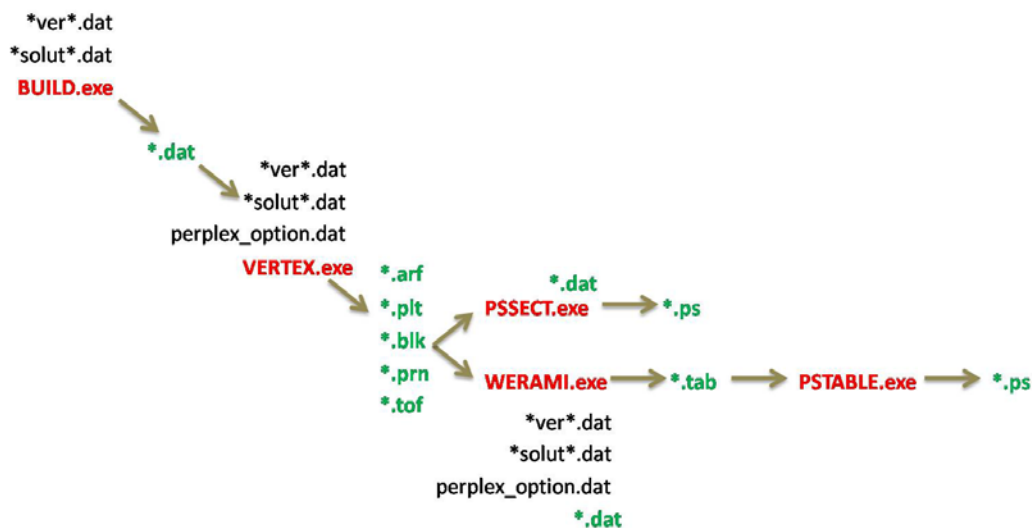 *ver*.dat
*solut*.dat
BUILD.exe
*.dat
*ver*.dat
*solut*.dat
perplex_option.dat
VERTEX.exe
*.arf
*.plt
*.blk
*.prn
*.tof
*.dat
PSSECT.exe
*.ps
WERAMI.exe
*.tab
PSTABLE.exe
*.ps
*ver*.dat
*solut*.dat
perplex_option.dat
*.dat